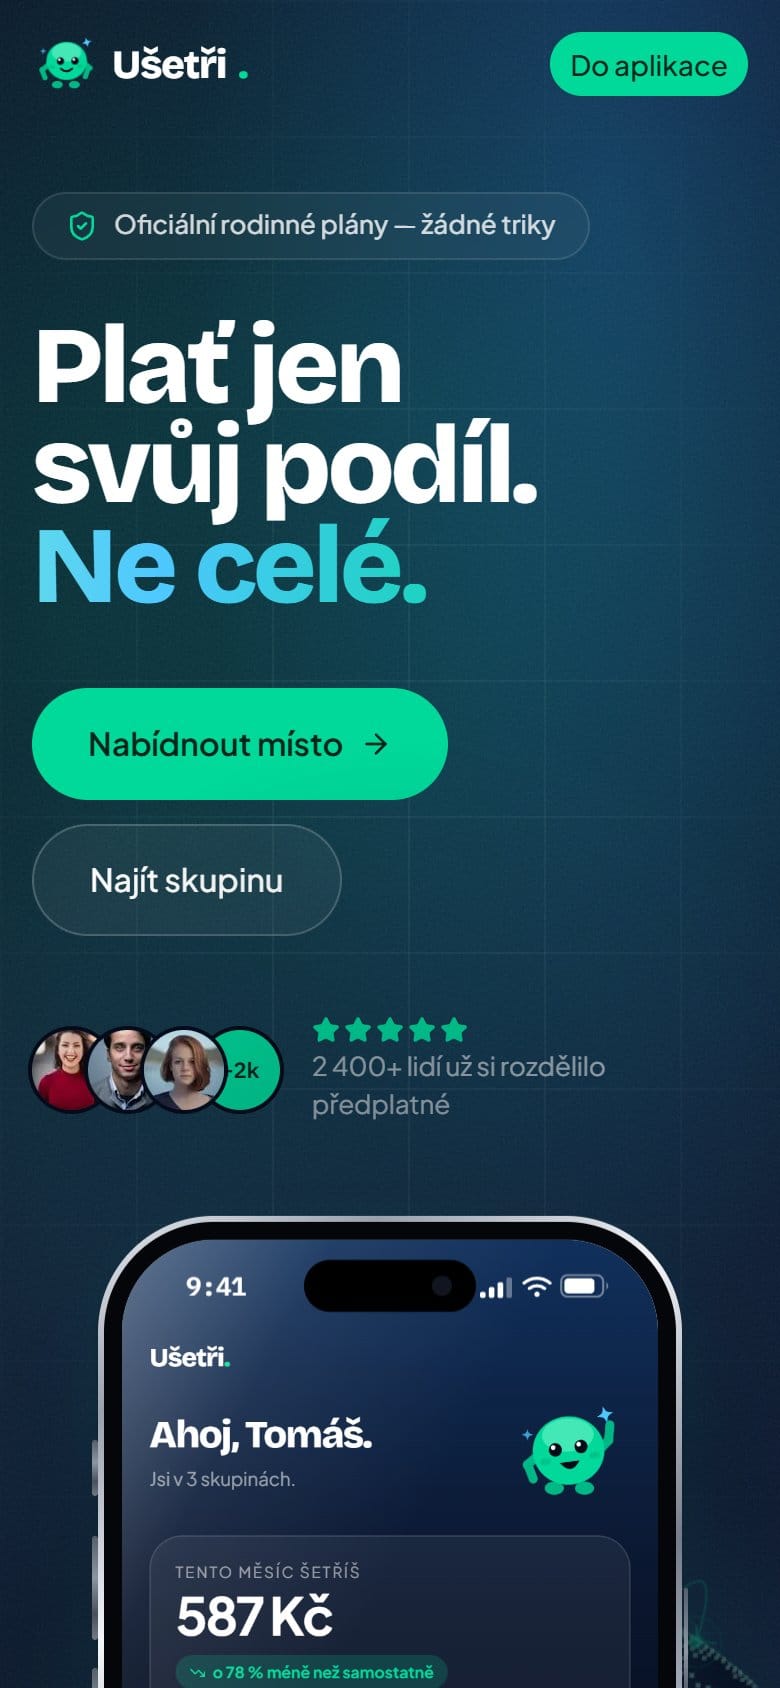 Ušetři .
Do aplikace
Oficiální rodinné plány — žádné triky
Plať jen
svůj podíl.
Ne celé.
Nabídnout místo →
Najít skupinu
2k
2 400+ lidí už si rozdělilo
předplatné
9:41
Ušetři.
Ahoj, Tomáš.
Jsi v 3 skupinách.
TENTO MĚSÍC ŠETŘÍŠ
587 Kč
o 78 % méně než samostatně